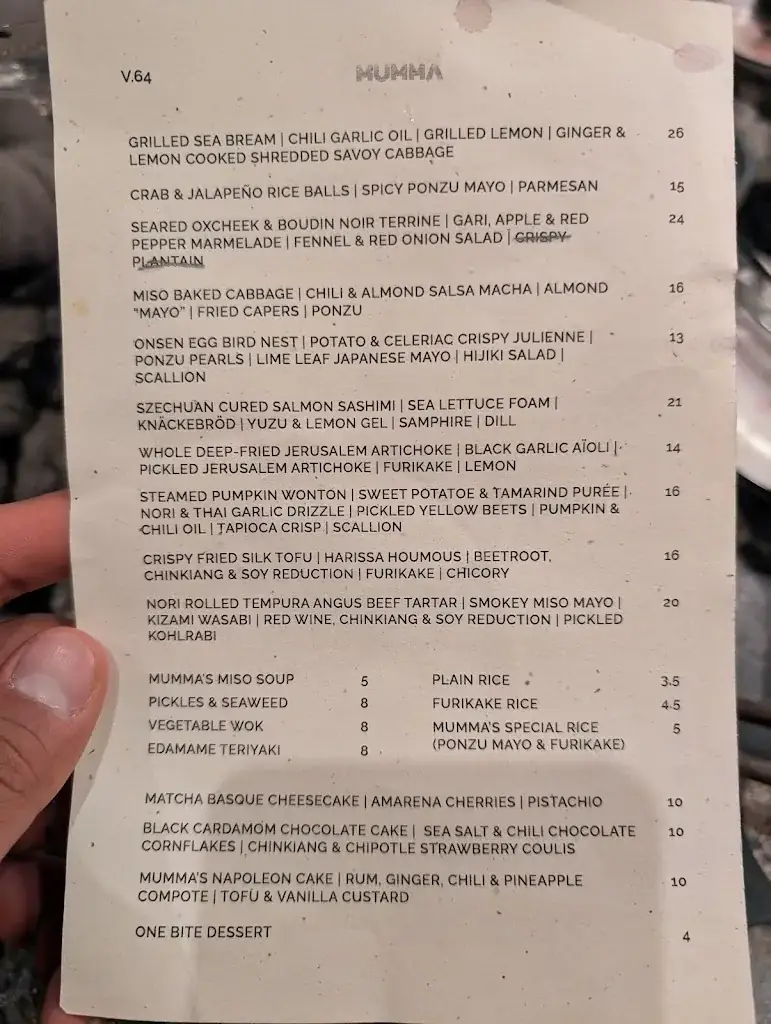 V.64
MUMMA
GRILLED SEA BREAM | CHILI GARLIC OIL | GRILLED LEMON | GINGER & 26
LEMON COOKED SHREDDED SAVOY CABBAGE
CRAB & JALAPEÑO RICE BALLS | SPICY PONZU MAYO | PARMESAN 15
SEARED OXCHEEK & BOUDIN NOIR TERRINE | GARI, APPLE & RED 24
PEPPER MARMELADE | FENNEL & RED ONION SALAD | CRISPY
PLANTAIN
MISO BAKED CABBAGE | CHILI & ALMOND SALSA MACHA | ALMOND 16
"MAYO" | FRIED CAPERS | PONZU
ONSEN EGG BIRD NEST | POTATO & CELERIAC CRISPY JULIENNE | 13
PONZU PEARLS | LIME LEAF JAPANESE MAYO | HIJIKI SALAD |
SCALLION
SZECHUAN CURED SALMON SASHIMI | SEA LETTUCE FOAM | 21
KNÄCKEBRÖD | YUZU & LEMON GEL | SAMPHIRE | DILL
WHOLE DEEP-FRIED JERUSALEM ARTICHOKE | BLACK GARLIC AÏOLI | 14
PICKLED JERUSALEM ARTICHOKE | FURIKAKE | LEMON
STEAMED PUMPKIN WONTON | SWEET POTATOE & TAMARIND PURÉE | 16
NORI & THAI GARLIC DRIZZLE | PICKLED YELLOW BEETS | PUMPKIN &
CHILI OIL | TAPIOCA CRISP | SCALLION
CRISPY FRIED SILK TOFU | HARISSA HOUMOUS | BEETROOT, 16
CHINKIANG & SOY REDUCTION | FURIKAKE | CHICORY
NORI ROLLED TEMPURA ANGUS BEEF TARTAR | SMOKEY MISO MAYO | 20
KIZAMI WASABI | RED WINE, CHINKIANG & SOY REDUCTION | PICKLED
KOHLRABI
MUMMA'S MISO SOUP 5 PLAIN RICE 3.5
PICKLES & SEAWEED 8 FURIKAKE RICE 4.5
VEGETABLE WOK 8 MUMMA'S SPECIAL RICE 5
EDAMAME TERIYAKI 8 (PONZU MAYO & FURIKAKE)
MATCHA BASQUE CHEESECAKE | AMARENA CHERRIES | PISTACHIO 10
BLACK CARDAMOM CHOCOLATE CAKE | SEA SALT & CHILI CHOCOLATE 10
CORNFLAKES | CHINKIANG & CHIPOTLE STRAWBERRY COULIS
MUMMA'S NAPOLEON CAKE | RUM, GINGER, CHILI & PINEAPPLE 10
COMPOTE | TOFU & VANILLA CUSTARD
ONE BITE DESSERT 4